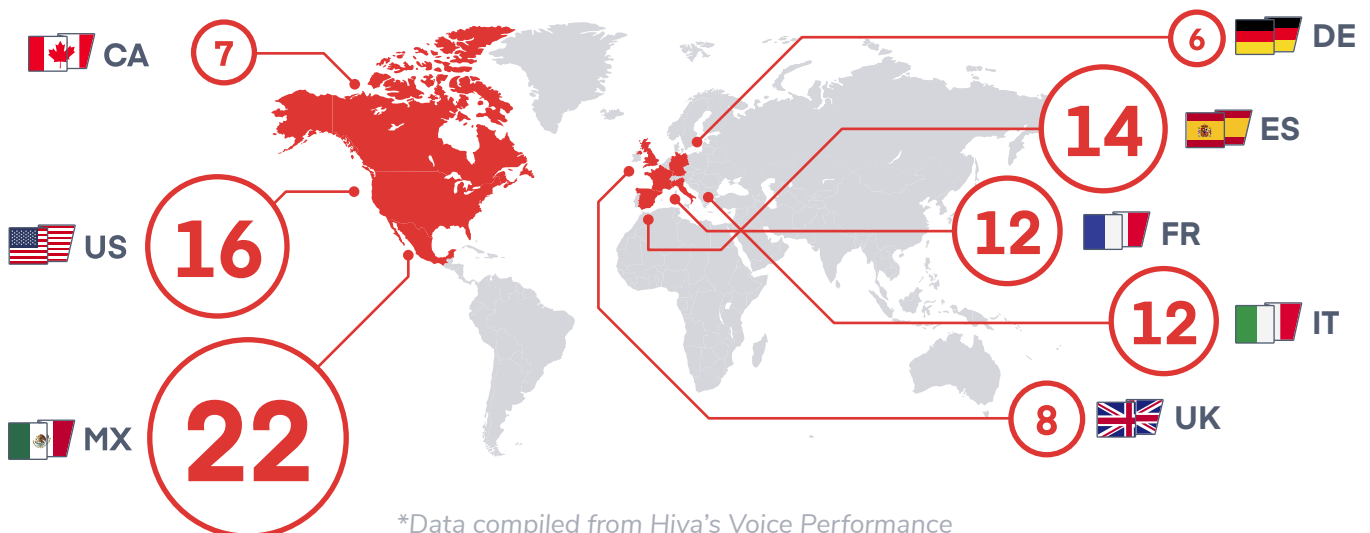 CA 7
6 DE
14 ES
US 16
12 FR
12 IT
MX 22
8 UK
*Data compiled from Hiva's Voice Performance